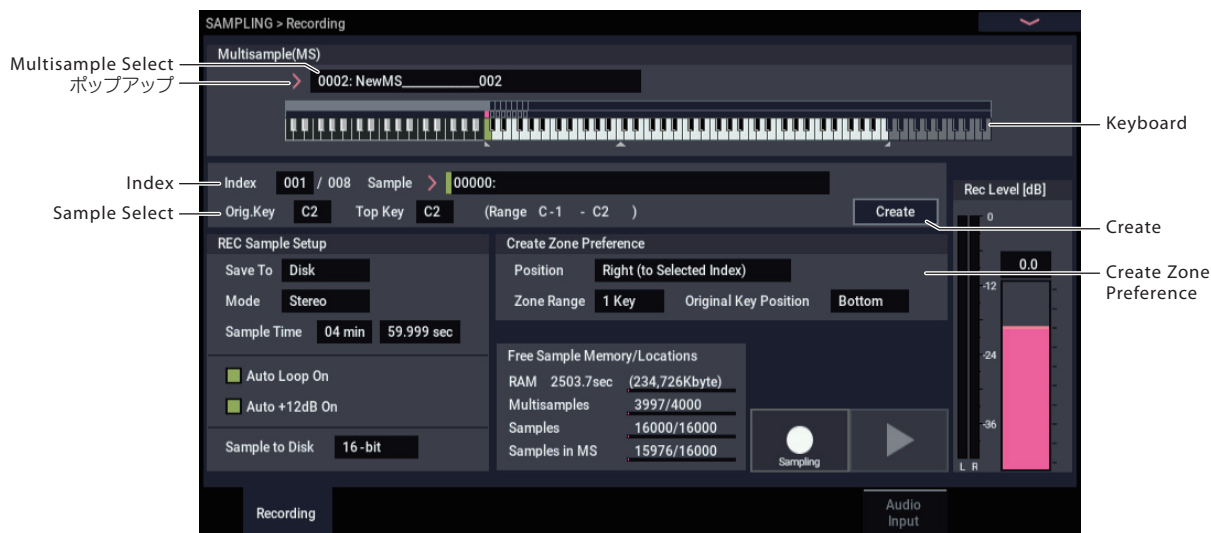 SAMPLING > Recording
Multisample(MS)
Multisample Select
ポップアップ
0002: NewMS__________002
Keyboard
Index
Index 001 / 008 Sample 00000:
Sample Select
Orig.Key C2 Top Key C2 (Range C-1 - C2 )
Create
Create
REC Sample Setup
Save To Disk
Mode Stereo
Sample Time 04 min 59.999 sec
Auto Loop On
Auto +12dB On
Sample to Disk 16-bit
Create Zone Preference
Position Right (to Selected Index)
Zone Range 1 Key Original Key Position Bottom
Create Zone
Preference
Free Sample Memory/Locations
RAM 2503.7sec (234,726Kbyte)
Multisamples 3997/4000
Samples 16000/16000
Samples in MS 15976/16000
Sampling
Rec Level [dB]
0
0.0
-12
-24
-36
L R
Recording
Audio
Input